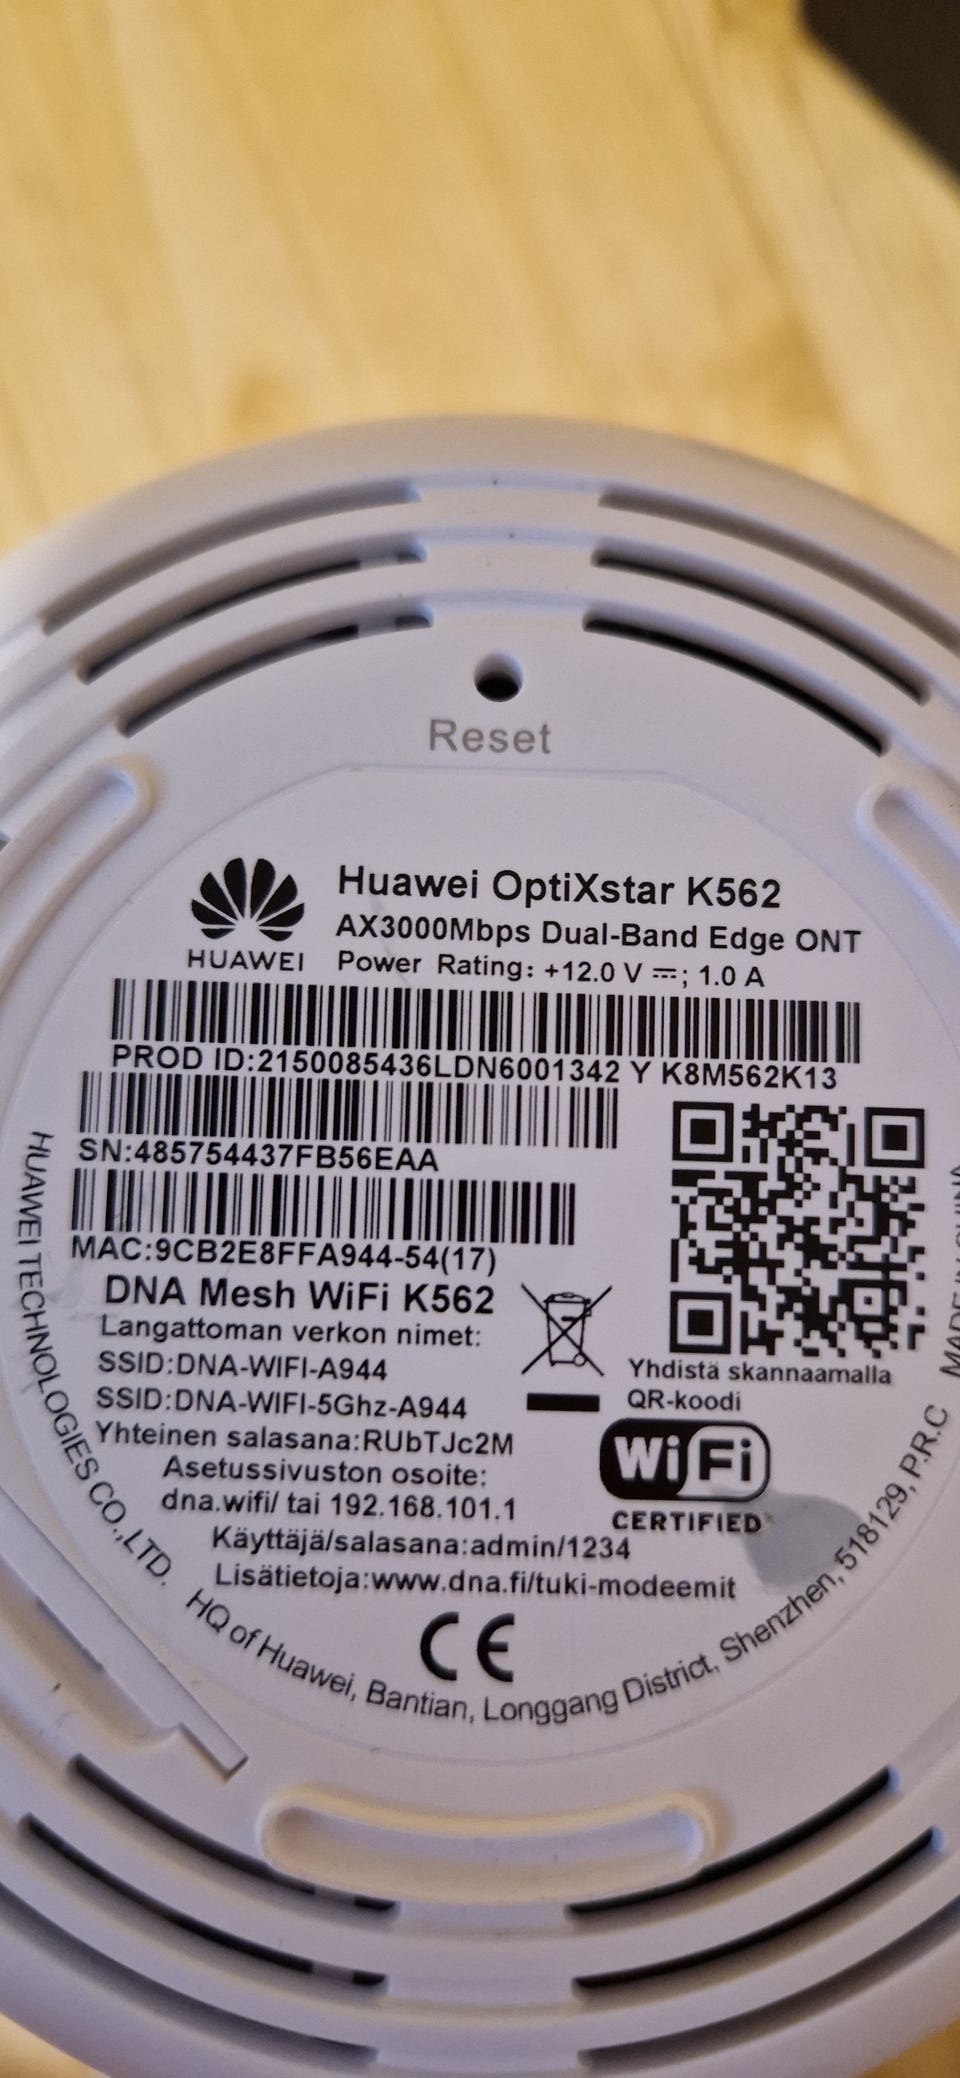 Reset
HUAWEI
Huawei OptiXstar K562
AX3000Mbps Dual-Band Edge ONT
Power Rating: +12.0 V ⎓; 1.0 A
PROD ID:2150085436LDN6001342 Y K8M562K13
SN:485754437FB56EAA
MAC:9CB2E8FFA944-54(17)
DNA Mesh WiFi K562
Langattoman verkon nimet:
SSID:DNA-WIFI-A944
SSID:DNA-WIFI-5Ghz-A944
Yhteinen salasana:RUbTJc2M
Asetussivuston osoite:
dna.wifi/ tai 192.168.101.1
Käyttäjä/salasana:admin/1234
Lisätietoja:www.dna.fi/tuki-modeemit
Yhdistä skannaamalla
QR-koodi
WiFi
CERTIFIED
CE
HUAWEI TECHNOLOGIES CO.,LTD.
HQ of Huawei, Bantian, Longgang District, Shenzhen, 518129, P.R.C
MADE IN CHINA